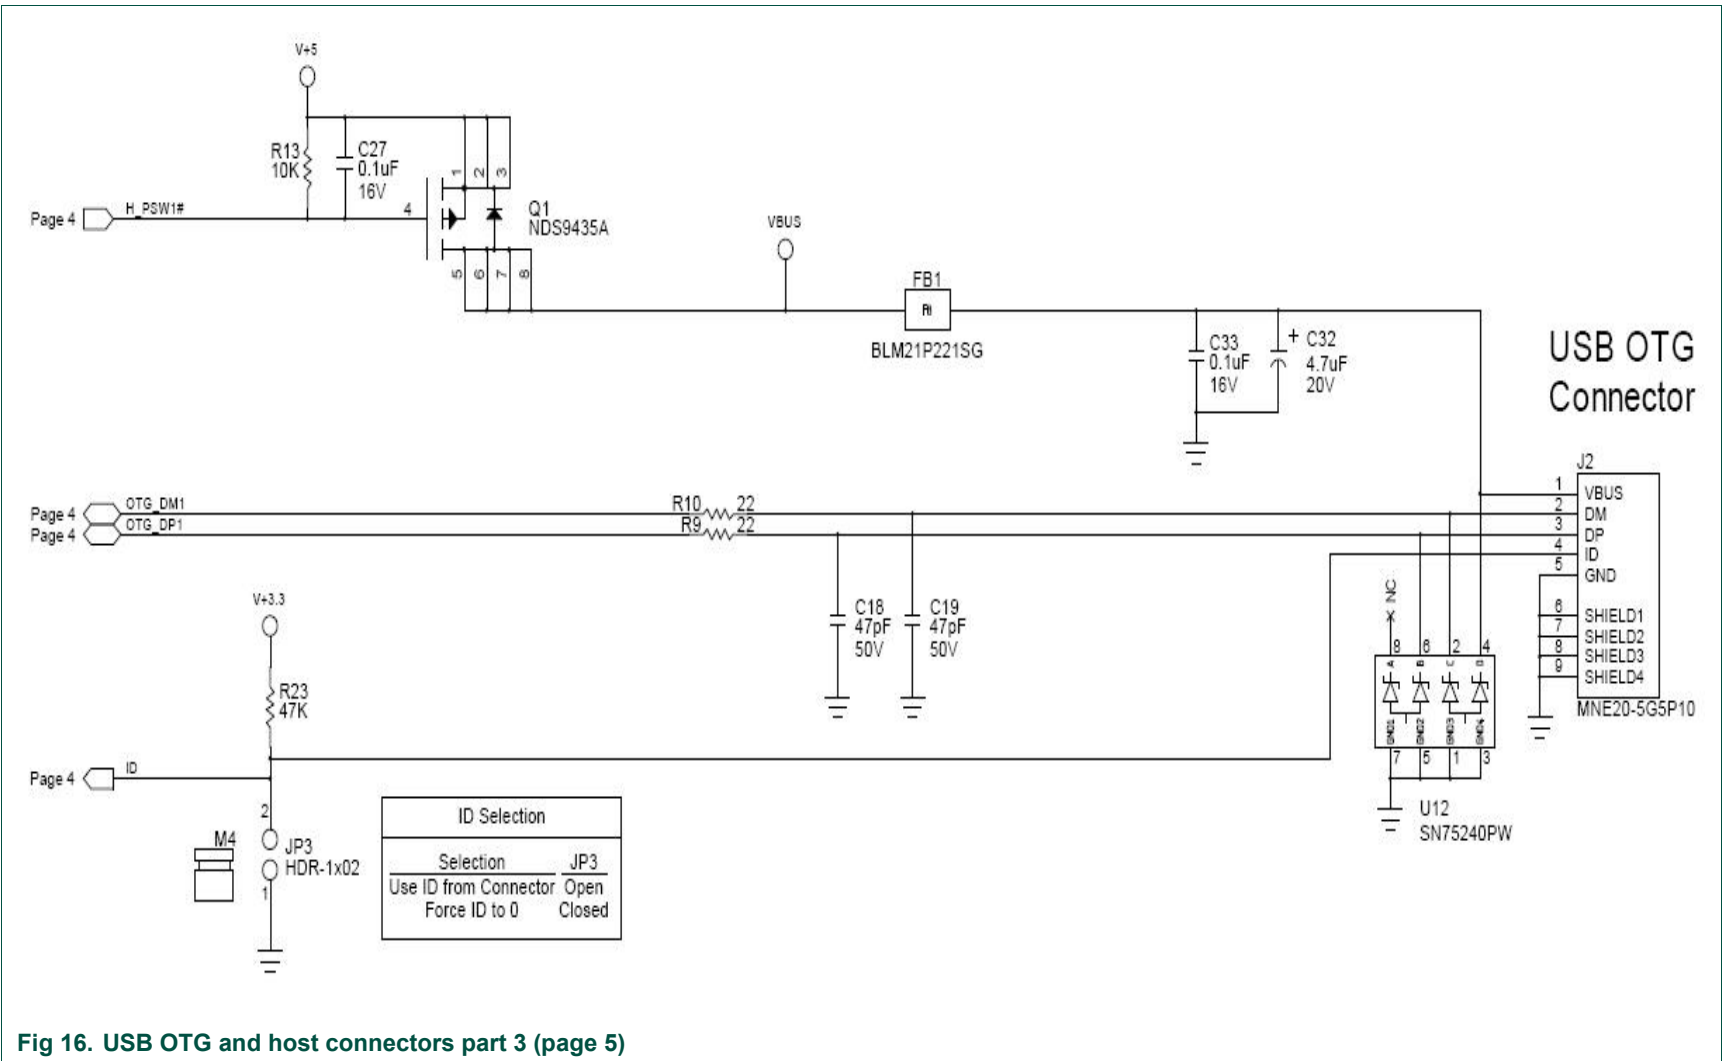 V+5
R13
10K
C27
0.1uF
16V
Page 4
H_PSW1#
4
1
2
3
Q1
NDS9435A
5
6
7
8
VBUS
FB1
BLM21P221SG
C33
0.1uF
16V
+
C32
4.7uF
20V
USB OTG
Connector
J2
Page 4
OTG_DM1
R10
22
Page 4
OTG_DP1
R9
22
1
VBUS
2
DM
3
DP
4
ID
5
GND
6
SHIELD1
7
SHIELD2
8
SHIELD3
9
SHIELD4
MNE20-5G5P10
C18
47pF
50V
C19
47pF
50V
NC
8
6
2
4
A
B
C
D
GND1
GND2
GND3
GND4
7
5
1
3
U12
SN75240PW
V+3.3
R23
47K
Page 4
ID
2
M4
JP3
HDR-1x02
1
ID Selection
Selection JP3
Use ID from Connector Open
Force ID to 0 Closed
Fig 16. USB OTG and host connectors part 3 (page 5)